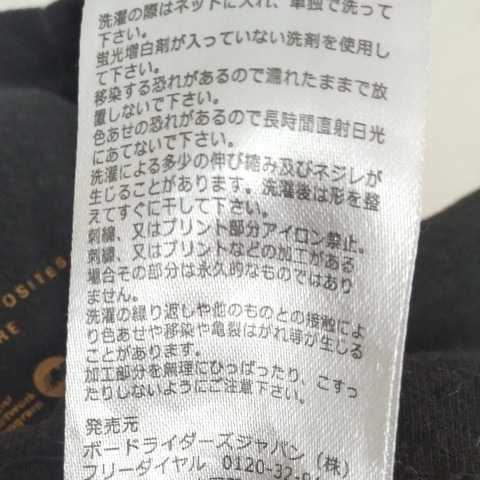 洗濯の際はネットに入れ、単独で洗って
下さい。
蛍光増白剤が入っていない洗剤を使用し
て下さい。
移染する恐れがあるので濡れたままで放
置しないで下さい。
色あせの恐れがあるので長時間直射日光
にあてないで下さい。
洗濯による多少の伸び縮み及びネジレが
生じることがあります。洗濯後は形を整
えてすぐに干して下さい。
刺繍、又はプリント部分アイロン禁止。
刺繍、又はプリントなどの加工がある
場合その部分は永久的なものではあり
ません。
洗濯の繰り返しや他のものとの接触によ
り色あせや移染や亀裂はがれ等が生じる
ことがあります。
加工部分を無理にひっぱったり、こすっ
たりしないようにご注意下さい。
発売元
ボードライダーズジャパン（株）
フリーダイヤル 0120-32-
OSITES
RE